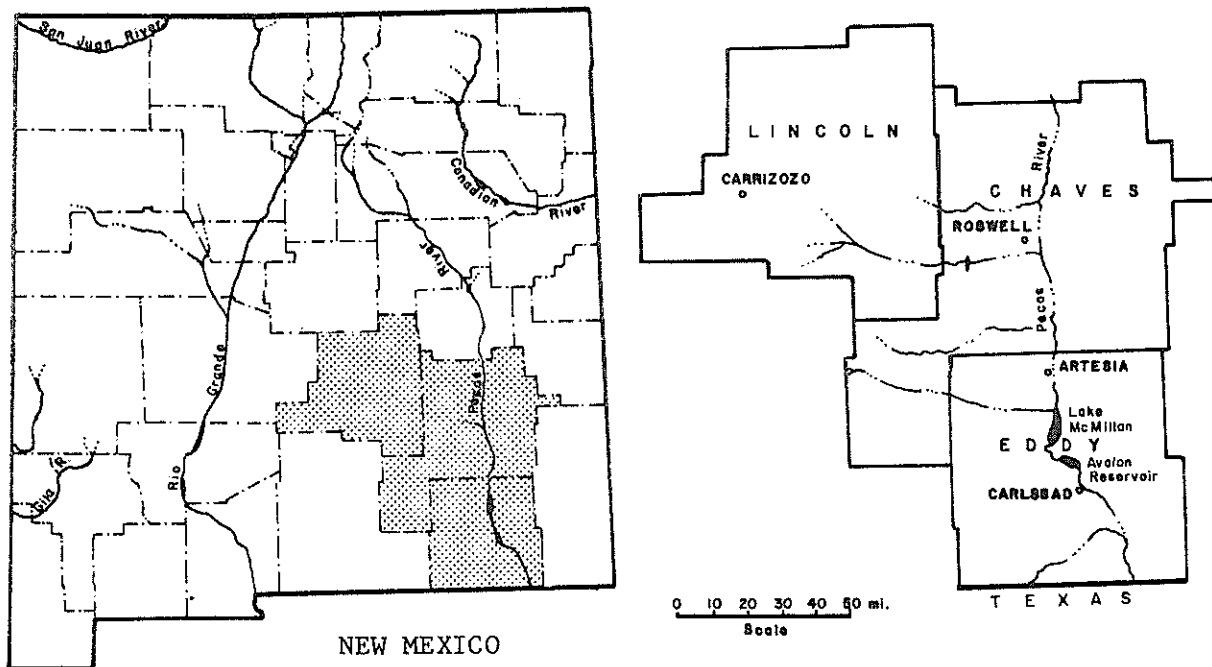 San Juan River
Canadian
River
River
Pecos
Grande
Rio
Gila R.
NEW MEXICO
LINCOLN
CARRIZOZO
River
CHAVES
ROSWELL
Pecos
ARTESIA
Lake
McMillan
EDDY
Avalon
Reservoir
CARLSBAD
TEXAS
0 10 20 30 40 50 mi.
Scale